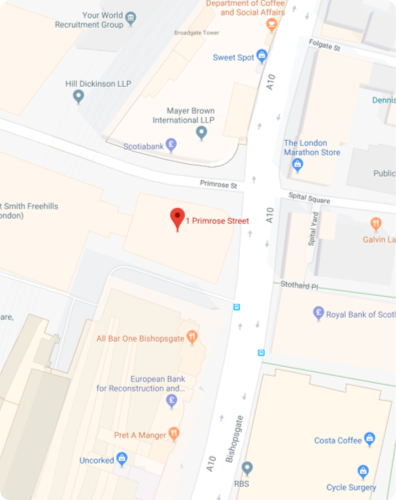 Department of Coffee
and Social Affairs
Your World
Recruitment Group
Broadgate Tower
Folgate St
Sweet Spot
A10
Hill Dickinson LLP
Dennis
Mayer Brown
International LLP
The London
Marathon Store
Scotiabank
Public
Primrose St
Spital Square
t Smith Freehills
ondon)
1 Primrose Street
A10
Spital Yard
Galvin La
Stothard Pl
Royal Bank of Scot
are,
All Bar One Bishopsgate
European Bank
for Reconstruction and...
Pret A Manger
Bishopsgate
Costa Coffee
Uncorked
A10
RBS
Cycle Surgery